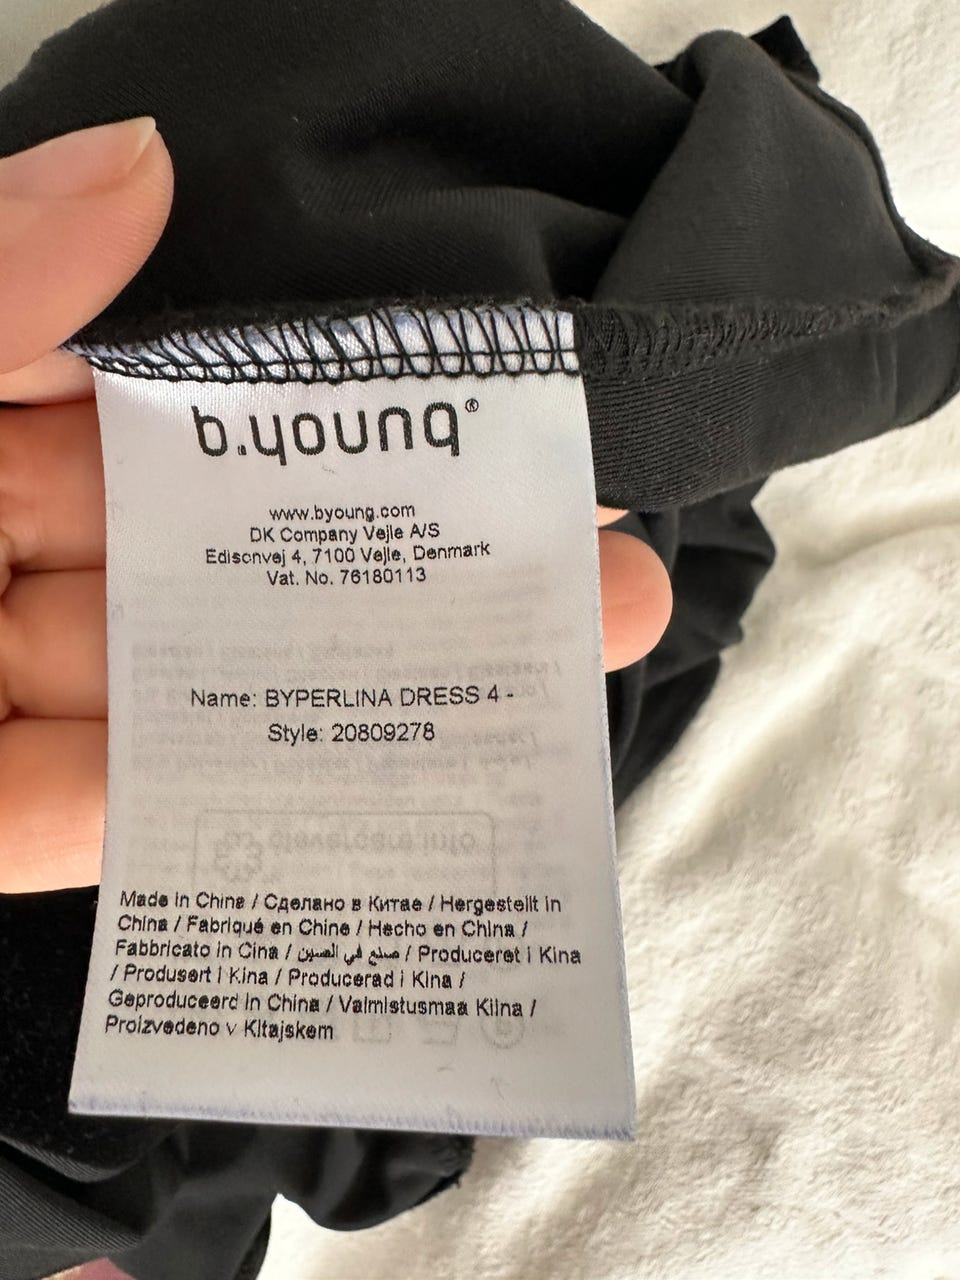 b.young®
www.byoung.com
DK Company Vejle A/S
Edisonvej 4, 7100 Vejle, Denmark
Vat. No. 76180113
Name: BYPERLINA DRESS 4 -
Style: 20809278
clevercare.info
Made in China / Сделано в Китае / Hergestellt in
China / Fabriqué en Chine / Hecho en China /
Fabbricato in Cina / صنع في الصين / Produceret i Kina
/ Produsert i Kina / Producerad i Kina /
Geproduceerd in China / Valmistusmaa Kiina /
Proizvedeno v Kitajskem